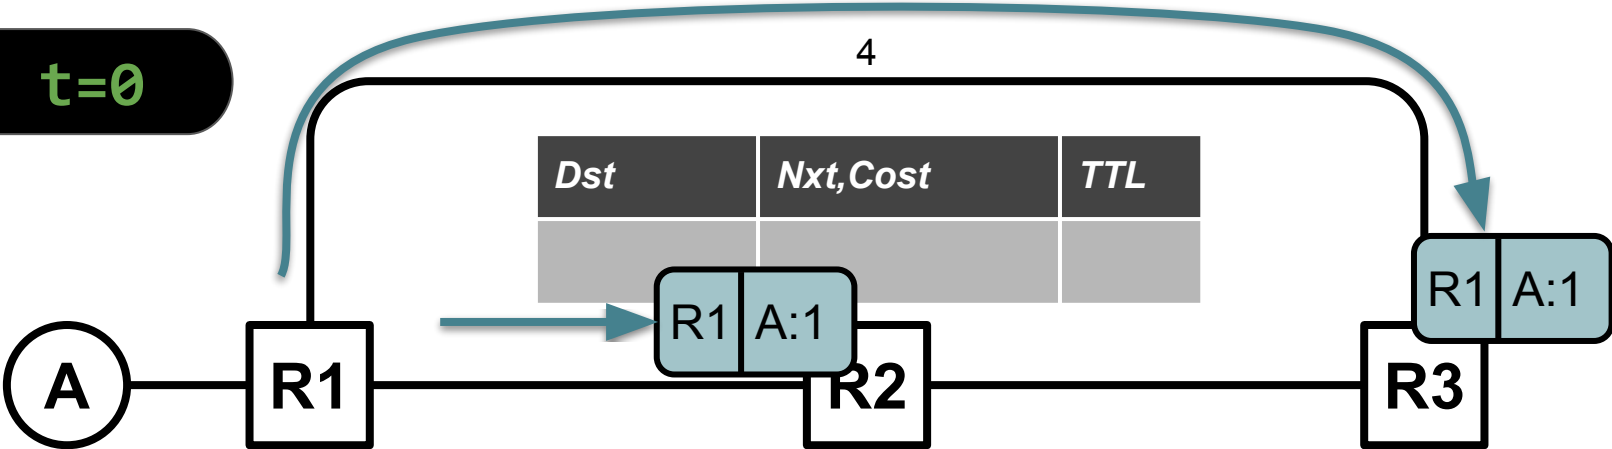 4
t=0
Dst Nxt,Cost TTL
R1 A:1
R1 A:1
A R1 R2 R3